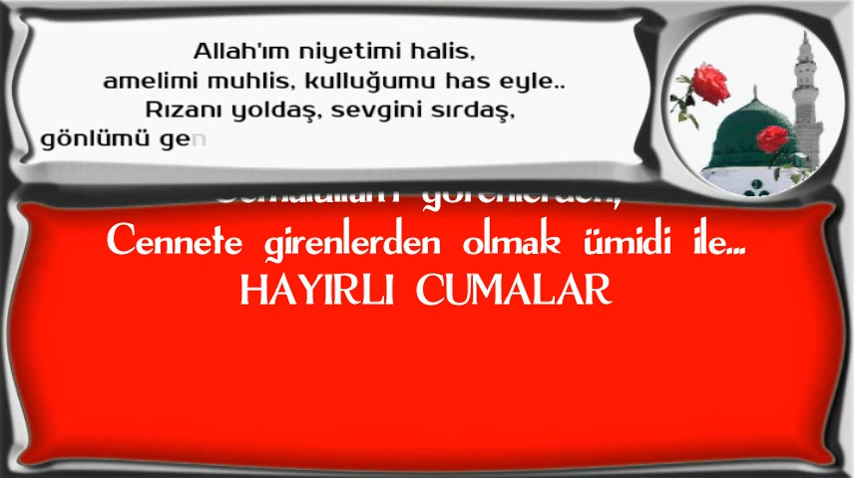 Allah'ım niyetimi halis,
amelimi muhlis, kulluğumu has eyle..
Rızanı yoldaş, sevgini sırdaş,
gönlümü gen
görenlerden,
Cennete girenlerden olmak ümidi ile...
HAYIRLI CUMALAR